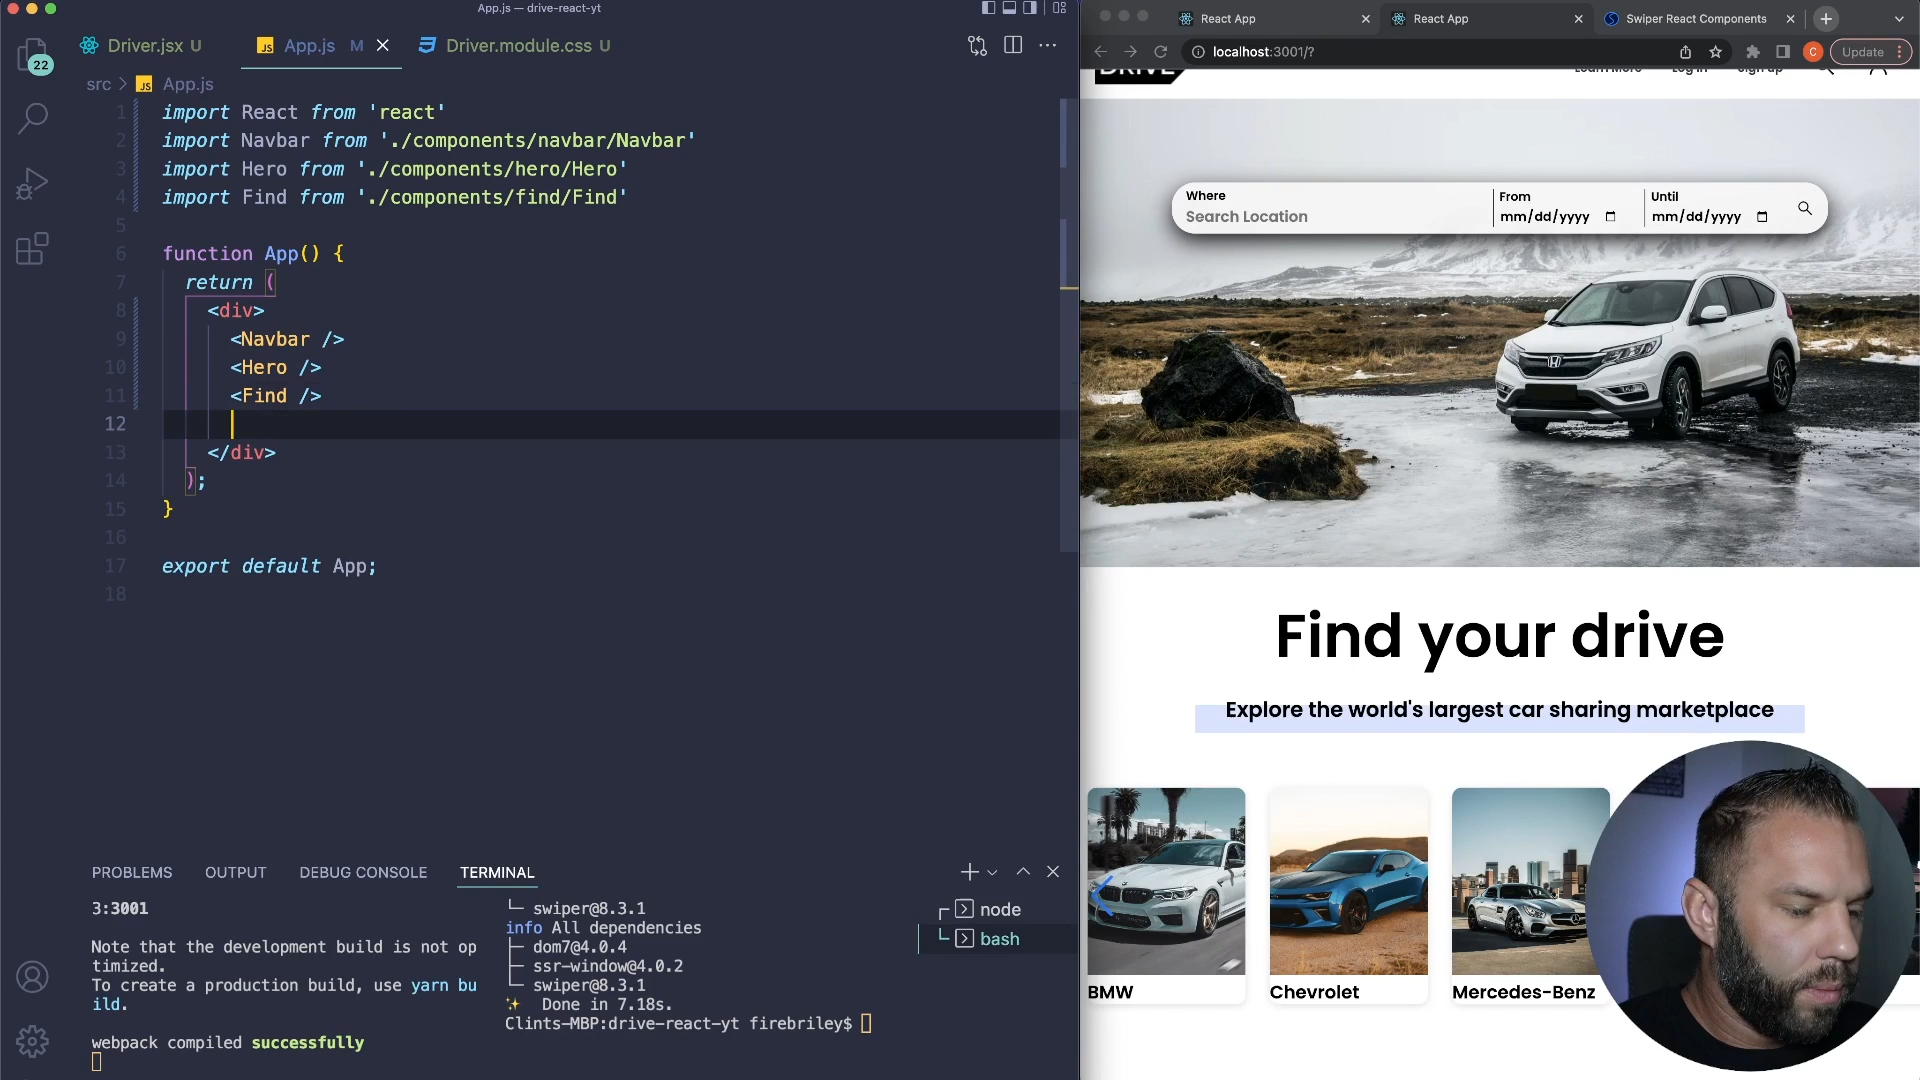 App.js — drive-react-yt
Driver.jsx U
App.js M
Driver.module.css U
22
src > App.js
1 import React from 'react'
2 import Navbar from './components/navbar/Navbar'
3 import Hero from './components/hero/Hero'
4 import Find from './components/find/Find'
5
6 function App() {
7 return (
8 <div>
9 <Navbar />
10 <Hero />
11 <Find />
12
13 </div>
14 );
15 }
16
17 export default App;
18
PROBLEMS OUTPUT DEBUG CONSOLE TERMINAL
3:3001
Note that the development build is not op
timized.
To create a production build, use yarn bu
ild.
webpack compiled successfully
└─ swiper@8.3.1
info All dependencies
├─ dom7@4.0.4
├─ ssr-window@4.0.2
└─ swiper@8.3.1
✨ Done in 7.18s.
Clints-MBP:drive-react-yt firebriley$
node
bash
React App
React App
Swiper React Components
localhost:3001/?
C
Update
DRIVE
Learn More Log in Sign up
Where
Search Location
From
mm/dd/yyyy
Until
mm/dd/yyyy
Find your drive
Explore the world's largest car sharing marketplace
BMW
Chevrolet
Mercedes-Benz